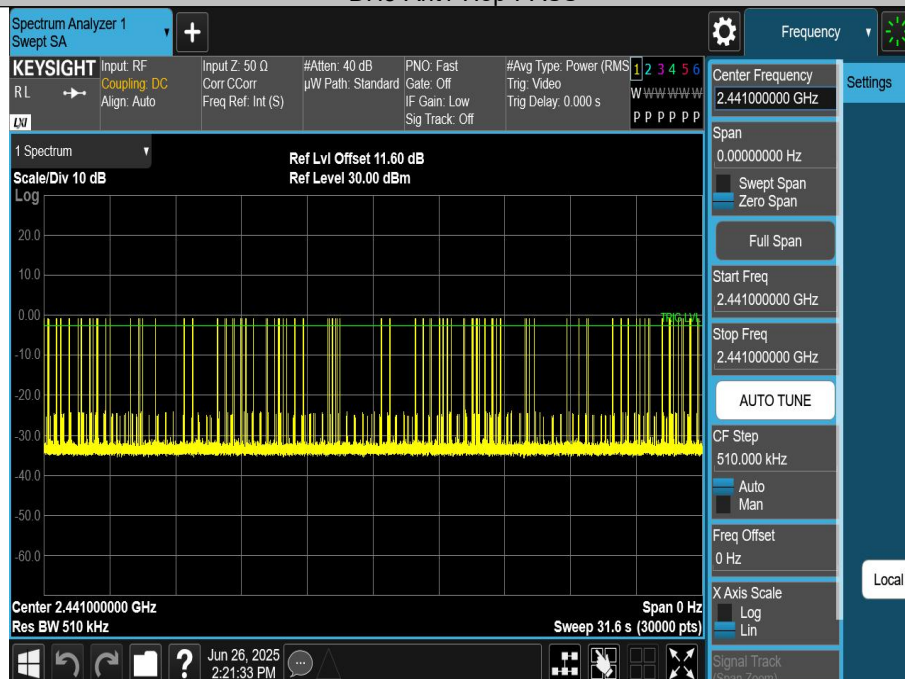 Spectrum Analyzer 1
Swept SA
Frequency
KEYSIGHT
RL
LXI
Input: RF
Coupling: DC
Align: Auto
Input Z: 50 Ω
Corr CCorr
Freq Ref: Int (S)
#Atten: 40 dB
µW Path: Standard
PNO: Fast
Gate: Off
IF Gain: Low
Sig Track: Off
#Avg Type: Power (RMS
Trig: Video
Trig Delay: 0.000 s
1 2 3 4 5 6
W W W W W W
P P P P P P
1 Spectrum
Scale/Div 10 dB
Ref Lvl Offset 11.60 dB
Ref Level 30.00 dBm
Log
20.0
10.0
0.00
TRIG LVL
-10.0
-20.0
-30.0
-40.0
-50.0
-60.0
Center 2.441000000 GHz
Span 0 Hz
Res BW 510 kHz
Sweep 31.6 s (30000 pts)
Center Frequency
2.441000000 GHz
Settings
Span
0.00000000 Hz
Swept Span
Zero Span
Full Span
Start Freq
2.441000000 GHz
Stop Freq
2.441000000 GHz
AUTO TUNE
CF Step
510.000 kHz
Auto
Man
Freq Offset
0 Hz
Local
X Axis Scale
Log
Lin
Signal Track
(Span Zoom)
?
Jun 26, 2025
2:21:33 PM